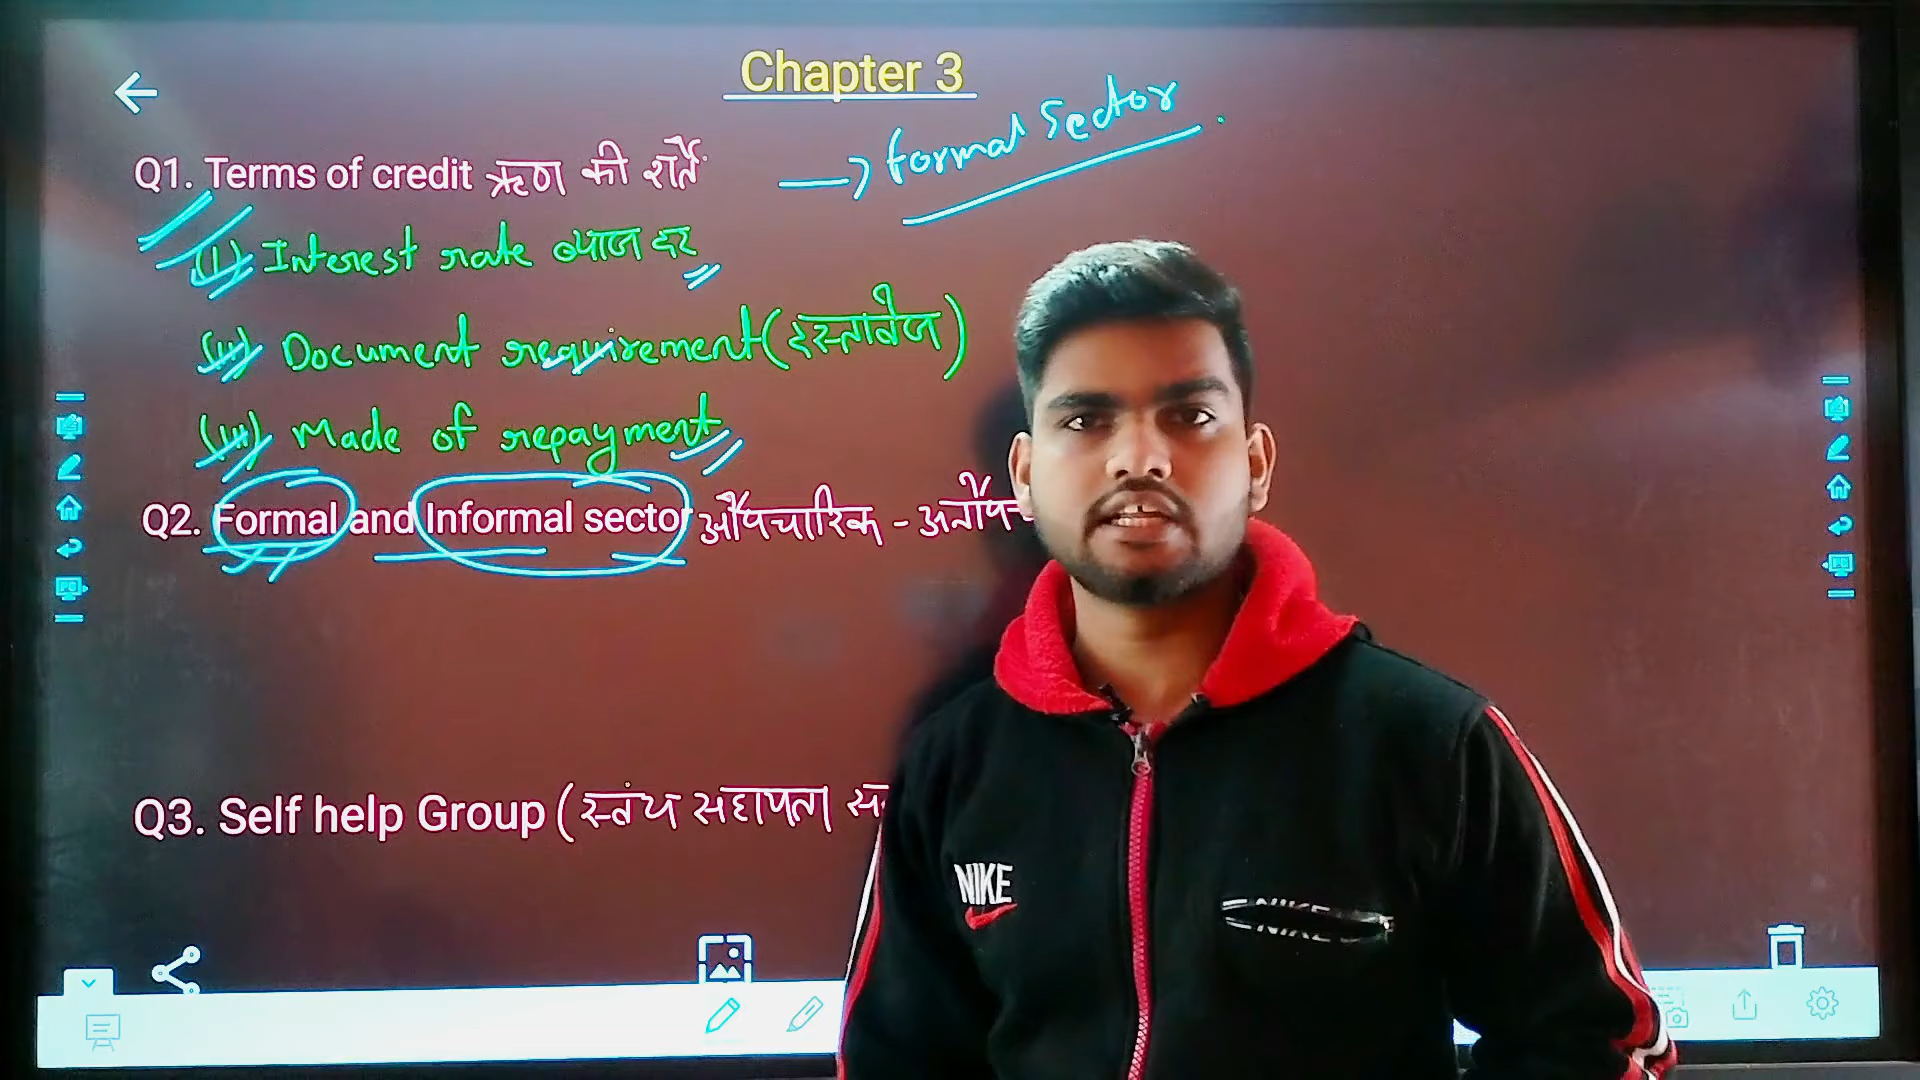 Chapter 3
Q1. Terms of credit ऋण की शर्तें
→ formal Sector
(i) Interest rate ब्याज दर
(ii) Document requirement (दस्तावेज)
(iii) Made of repayment
Q2. Formal and Informal sector औपचारिक -
Q3. Self help Group (स्वंय सहायता
NIKE
NIKE